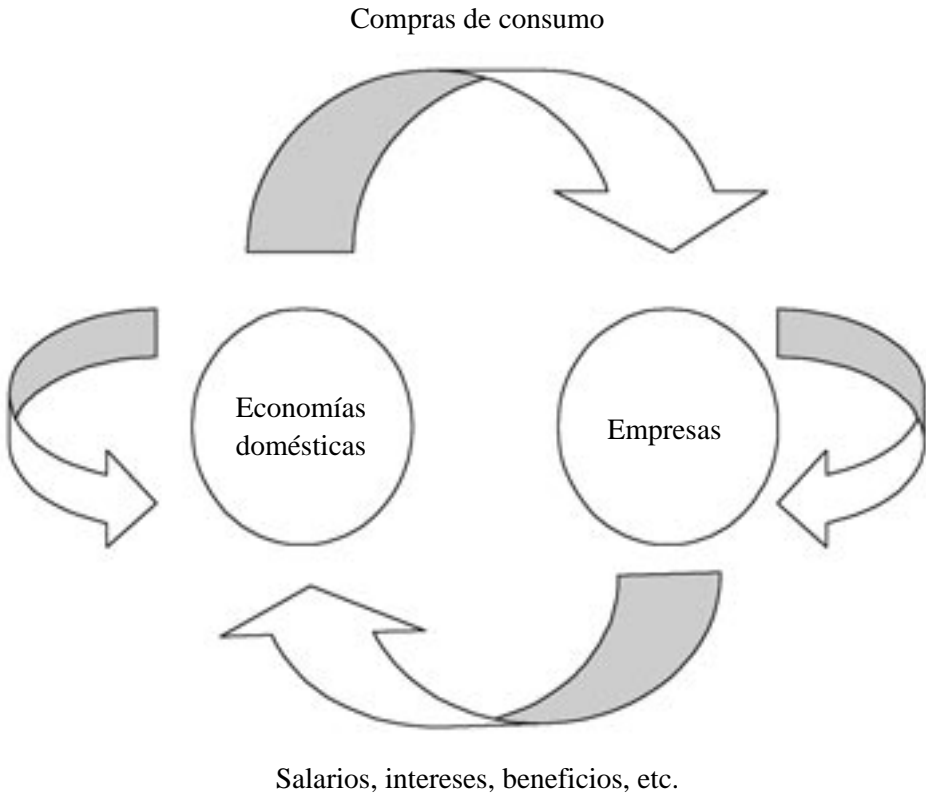 Compras de consumo
Economías
domésticas
Empresas
Salarios, intereses, beneficios, etc.